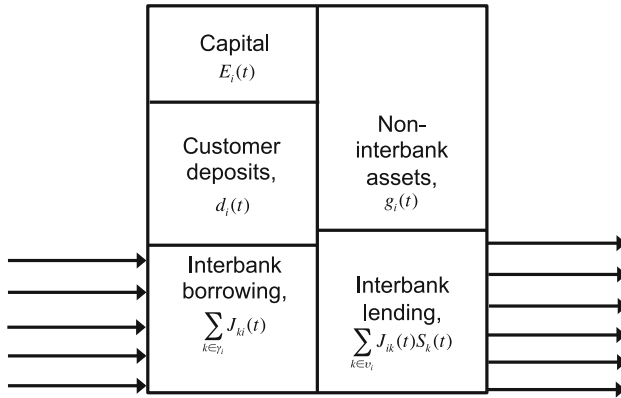 Capital
E_i(t)
Customer
deposits,
d_i(t)
Interbank
borrowing,
∑_{k∈γ_i} J_{ki}(t)
Non-
interbank
assets,
g_i(t)
Interbank
lending,
∑_{k∈υ_i} J_{ik}(t)S_k(t)